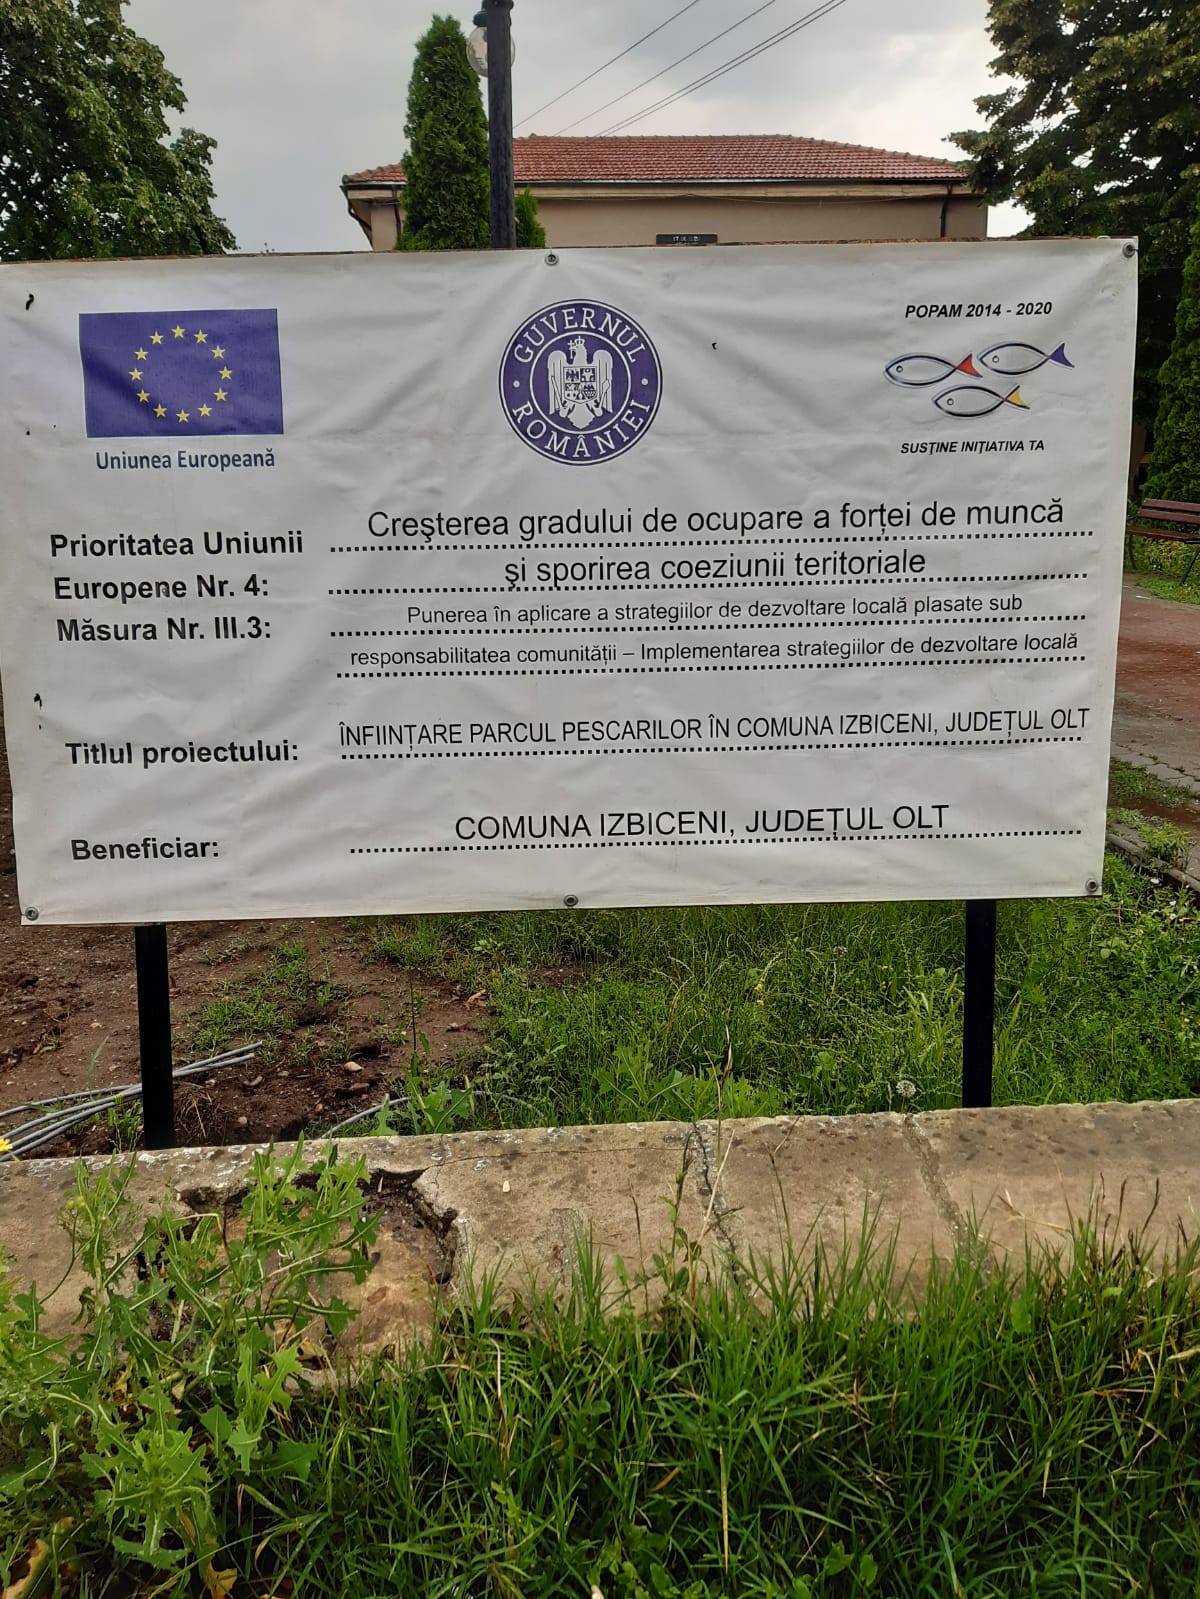 POPAM 2014 - 2020
GUVERNUL ROMÂNIEI
SUSŢINE INIŢIATIVA TA
Uniunea Europeană
Prioritatea Uniunii Creşterea gradului de ocupare a forței de muncă
Europene Nr. 4: şi sporirea coeziunii teritoriale
Măsura Nr. III.3: Punerea în aplicare a strategiilor de dezvoltare locală plasate sub
responsabilitatea comunității – Implementarea strategiilor de dezvoltare locală
Titlul proiectului: ÎNFIINȚARE PARCUL PESCARILOR ÎN COMUNA IZBICENI, JUDEȚUL OLT
Beneficiar: COMUNA IZBICENI, JUDEȚUL OLT